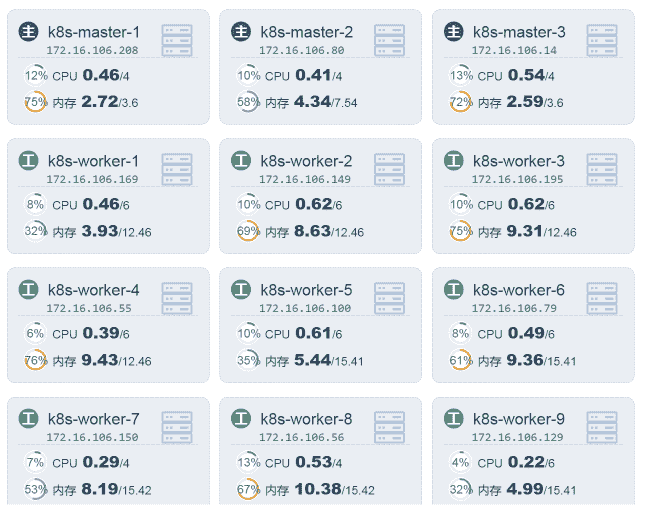 主 k8s-master-1
172.16.106.208
12% CPU 0.46/4
75% 内存 2.72/3.6
主 k8s-master-2
172.16.106.80
10% CPU 0.41/4
58% 内存 4.34/7.54
主 k8s-master-3
172.16.106.14
13% CPU 0.54/4
72% 内存 2.59/3.6
工 k8s-worker-1
172.16.106.169
8% CPU 0.46/6
32% 内存 3.93/12.46
工 k8s-worker-2
172.16.106.149
10% CPU 0.62/6
69% 内存 8.63/12.46
工 k8s-worker-3
172.16.106.195
10% CPU 0.62/6
75% 内存 9.31/12.46
工 k8s-worker-4
172.16.106.55
6% CPU 0.39/6
76% 内存 9.43/12.46
工 k8s-worker-5
172.16.106.100
10% CPU 0.61/6
35% 内存 5.44/15.41
工 k8s-worker-6
172.16.106.79
8% CPU 0.49/6
61% 内存 9.36/15.41
工 k8s-worker-7
172.16.106.150
7% CPU 0.29/4
53% 内存 8.19/15.42
工 k8s-worker-8
172.16.106.56
13% CPU 0.53/4
67% 内存 10.38/15.42
工 k8s-worker-9
172.16.106.129
4% CPU 0.22/6
32% 内存 4.99/15.41